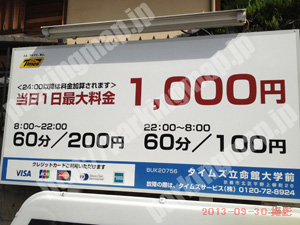 Times
<24:00以降は料金加算されます>
当日1日最大料金 1,000円
8:00~22:00 22:00~8:00
60分/200円 60分/100円
クレジットカードご利用いただけます
VISA
BUK20756 タイムズ立命館大学前
故障の際は、タイムズサービス(株) 0120-72-8924
2013-09-30撮影